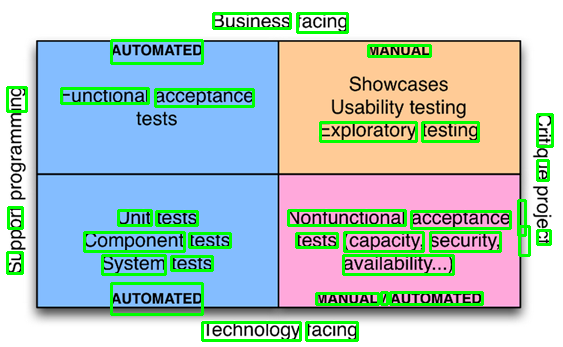 Business facing
AUTOMATED
Functional acceptance
tests
MANUAL
Showcases
Usability testing
Exploratory testing
Support programming
Critique project
Unit tests
Component tests
System tests
AUTOMATED
Nonfunctional acceptance
tests (capacity, security,
availability...)
MANUAL / AUTOMATED
Technology facing